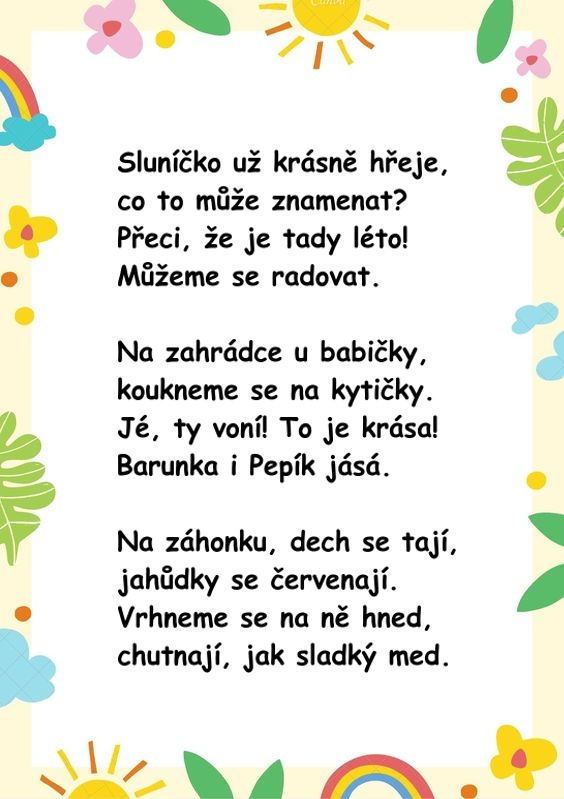 Canva
Sluníčko už krásně hřeje,
co to může znamenat?
Přeci, že je tady léto!
Můžeme se radovat.
Na zahrádce u babičky,
koukneme se na kytičky.
Jé, ty voní! To je krása!
Barunka i Pepík jásá.
Na záhonku, dech se tají,
jahůdky se červenají.
Vrhneme se na ně hned,
chutnají, jak sladký med.